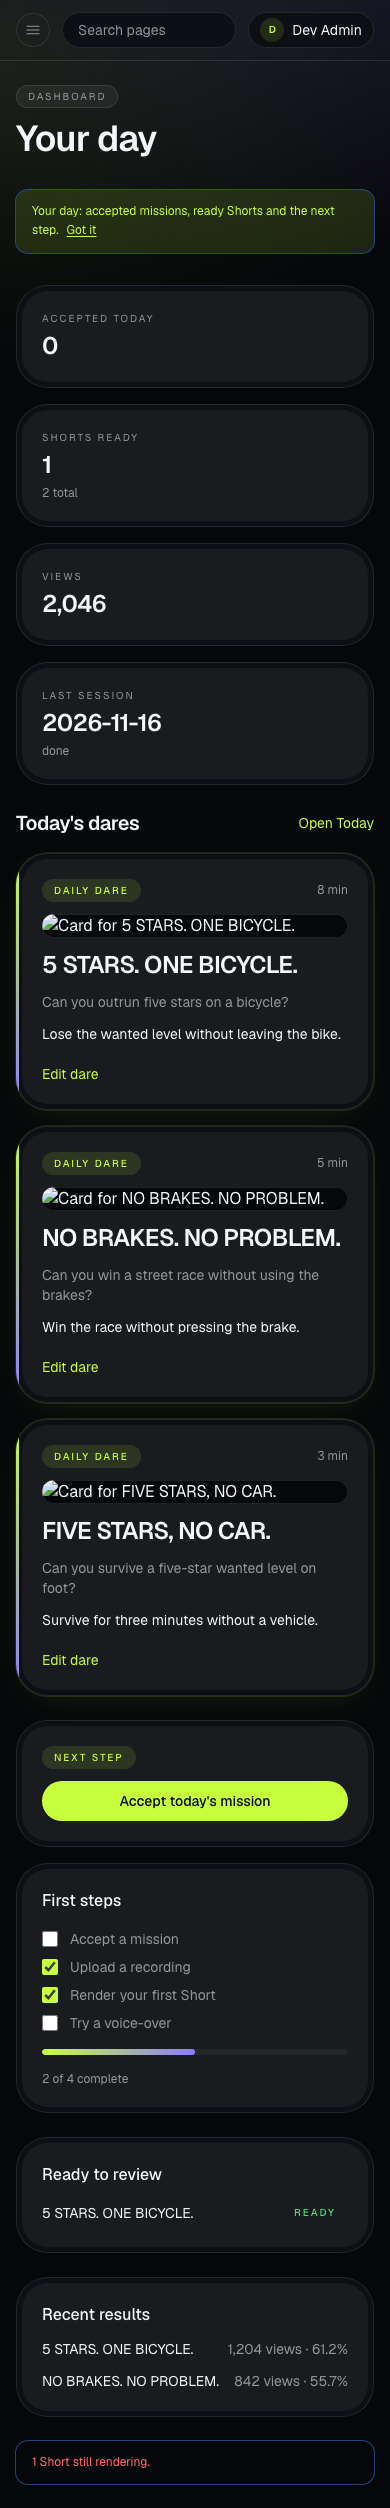 Search pages
D
Dev Admin
DASHBOARD
Your day
Your day: accepted missions, ready Shorts and the next
step. Got it
ACCEPTED TODAY
0
SHORTS READY
1
2 total
VIEWS
2,046
LAST SESSION
2026-11-16
done
Today's dares
Open Today
DAILY DARE
8 min
Card for 5 STARS. ONE BICYCLE.
5 STARS. ONE BICYCLE.
Can you outrun five stars on a bicycle?
Lose the wanted level without leaving the bike.
Edit dare
DAILY DARE
5 min
Card for NO BRAKES. NO PROBLEM.
NO BRAKES. NO PROBLEM.
Can you win a street race without using the
brakes?
Win the race without pressing the brake.
Edit dare
DAILY DARE
3 min
Card for FIVE STARS, NO CAR.
FIVE STARS, NO CAR.
Can you survive a five-star wanted level on
foot?
Survive for three minutes without a vehicle.
Edit dare
NEXT STEP
Accept today's mission
First steps
Accept a mission
Upload a recording
Render your first Short
Try a voice-over
2 of 4 complete
Ready to review
5 STARS. ONE BICYCLE.
READY
Recent results
5 STARS. ONE BICYCLE.
1,204 views · 61.2%
NO BRAKES. NO PROBLEM.
842 views · 55.7%
1 Short still rendering.